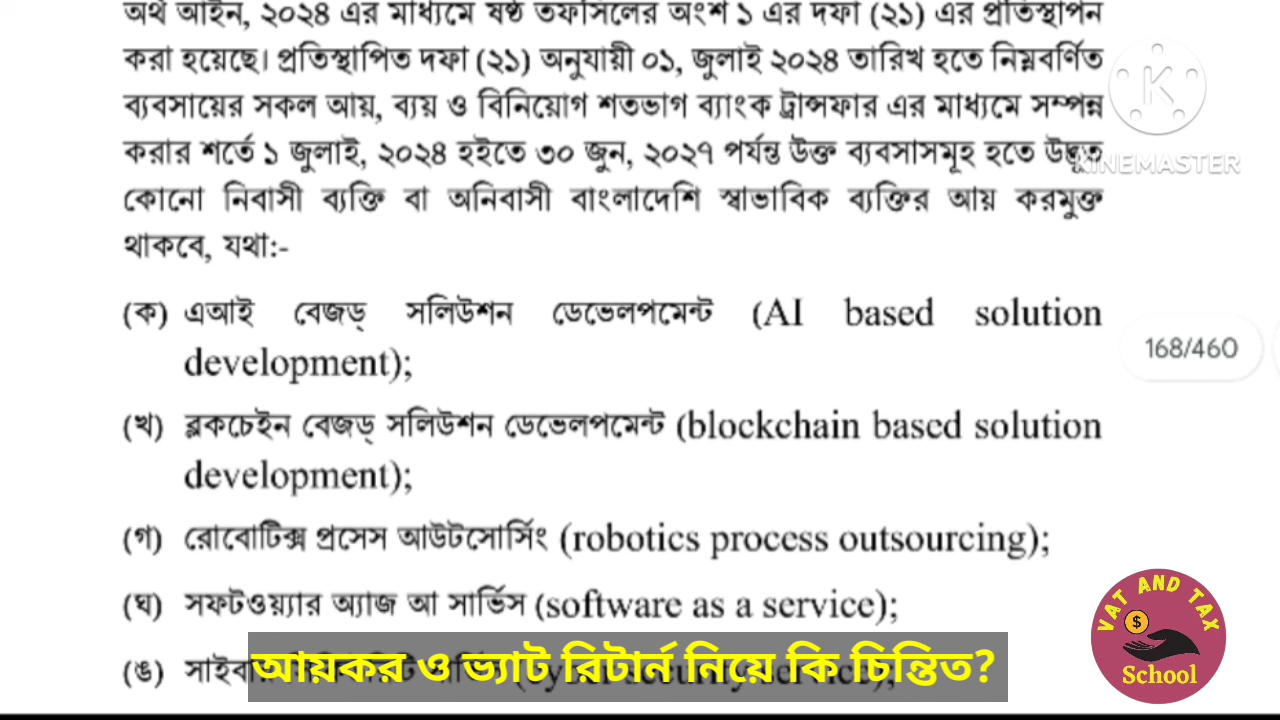 অর্থ আইন, ২০২৪ এর মাধ্যমে ষষ্ঠ তফসিলের অংশ ১ এর দফা (২১) এর প্রতিস্থাপন
করা হয়েছে। প্রতিস্থাপিত দফা (২১) অনুযায়ী ০১, জুলাই ২০২৪ তারিখ হতে নিম্নবর্ণিত
ব্যবসায়ের সকল আয়, ব্যয় ও বিনিয়োগ শতভাগ ব্যাংক ট্রান্সফার এর মাধ্যমে সম্পন্ন
করার শর্তে ১ জুলাই, ২০২৪ হইতে ৩০ জুন, ২০২৭ পর্যন্ত উক্ত ব্যবসাসমূহ হতে উদ্ভূত
কোনো নিবাসী ব্যক্তি বা অনিবাসী বাংলাদেশি স্বাভাবিক ব্যক্তির আয় করমুক্ত
থাকবে, যথা:-
(ক) এআই বেজড্ সলিউশন ডেভেলপমেন্ট (AI based solution
development);
(খ) ব্লকচেইন বেজড্ সলিউশন ডেভেলপমেন্ট (blockchain based solution
development);
(গ) রোবোটিক্স প্রসেস আউটসোর্সিং (robotics process outsourcing);
(ঘ) সফটওয়্যার অ্যাজ আ সার্ভিস (software as a service);
(ঙ) (cyber security service);
আয়কর ও ভ্যাট রিটার্ন নিয়ে কি চিন্তিত?
K
KINEMASTER
168/460
VAT AND TAX
$
School